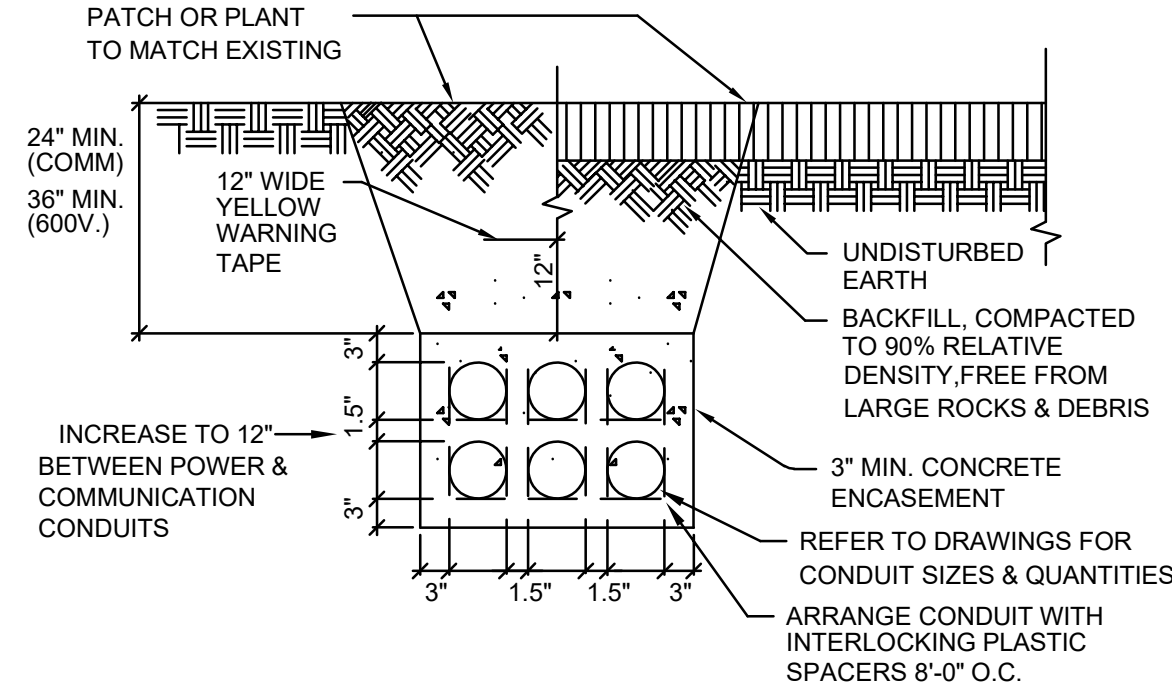 PATCH OR PLANT
TO MATCH EXISTING
24" MIN.
(COMM)
36" MIN.
(600V.)
12" WIDE
YELLOW
WARNING
TAPE
12"
UNDISTURBED
EARTH
BACKFILL, COMPACTED
TO 90% RELATIVE
DENSITY,FREE FROM
LARGE ROCKS & DEBRIS
3"
1.5"
3"
INCREASE TO 12"
BETWEEN POWER &
COMMUNICATION
CONDUITS
3" MIN. CONCRETE
ENCASEMENT
REFER TO DRAWINGS FOR
CONDUIT SIZES & QUANTITIES
3" 1.5" 1.5" 3"
ARRANGE CONDUIT WITH
INTERLOCKING PLASTIC
SPACERS 8'-0" O.C.